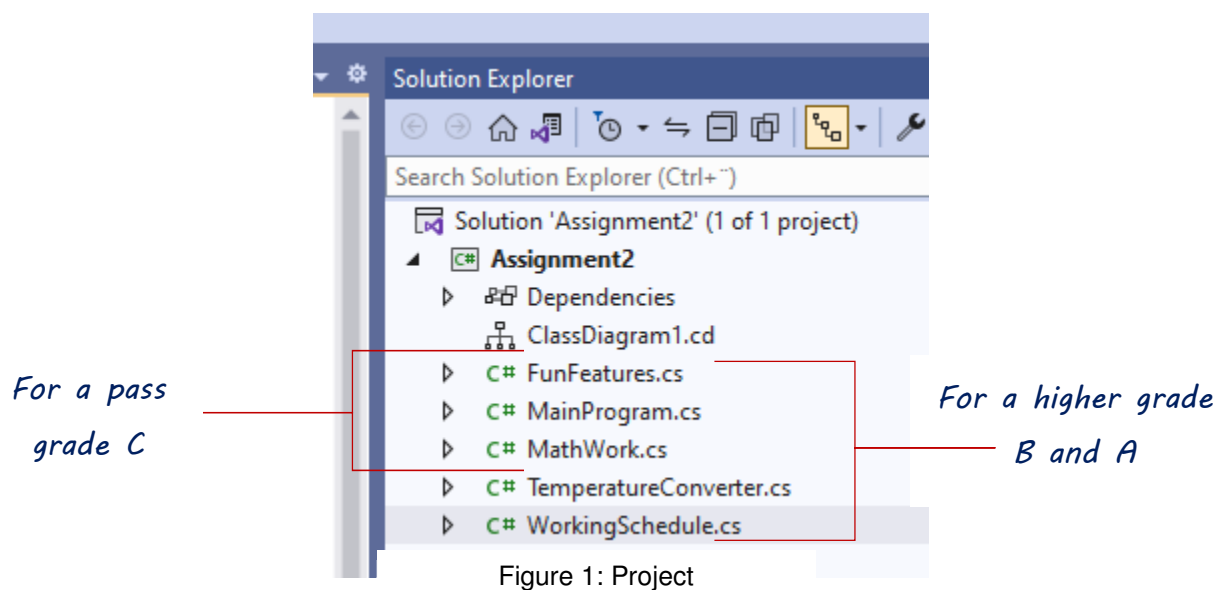 Solution Explorer
Search Solution Explorer (Ctrl+¨)
Solution 'Assignment2' (1 of 1 project)
C# Assignment2
Dependencies
ClassDiagram1.cd
C# FunFeatures.cs
C# MainProgram.cs
C# MathWork.cs
C# TemperatureConverter.cs
C# WorkingSchedule.cs
For a pass
grade C
For a higher grade
B and A
Figure 1: Project